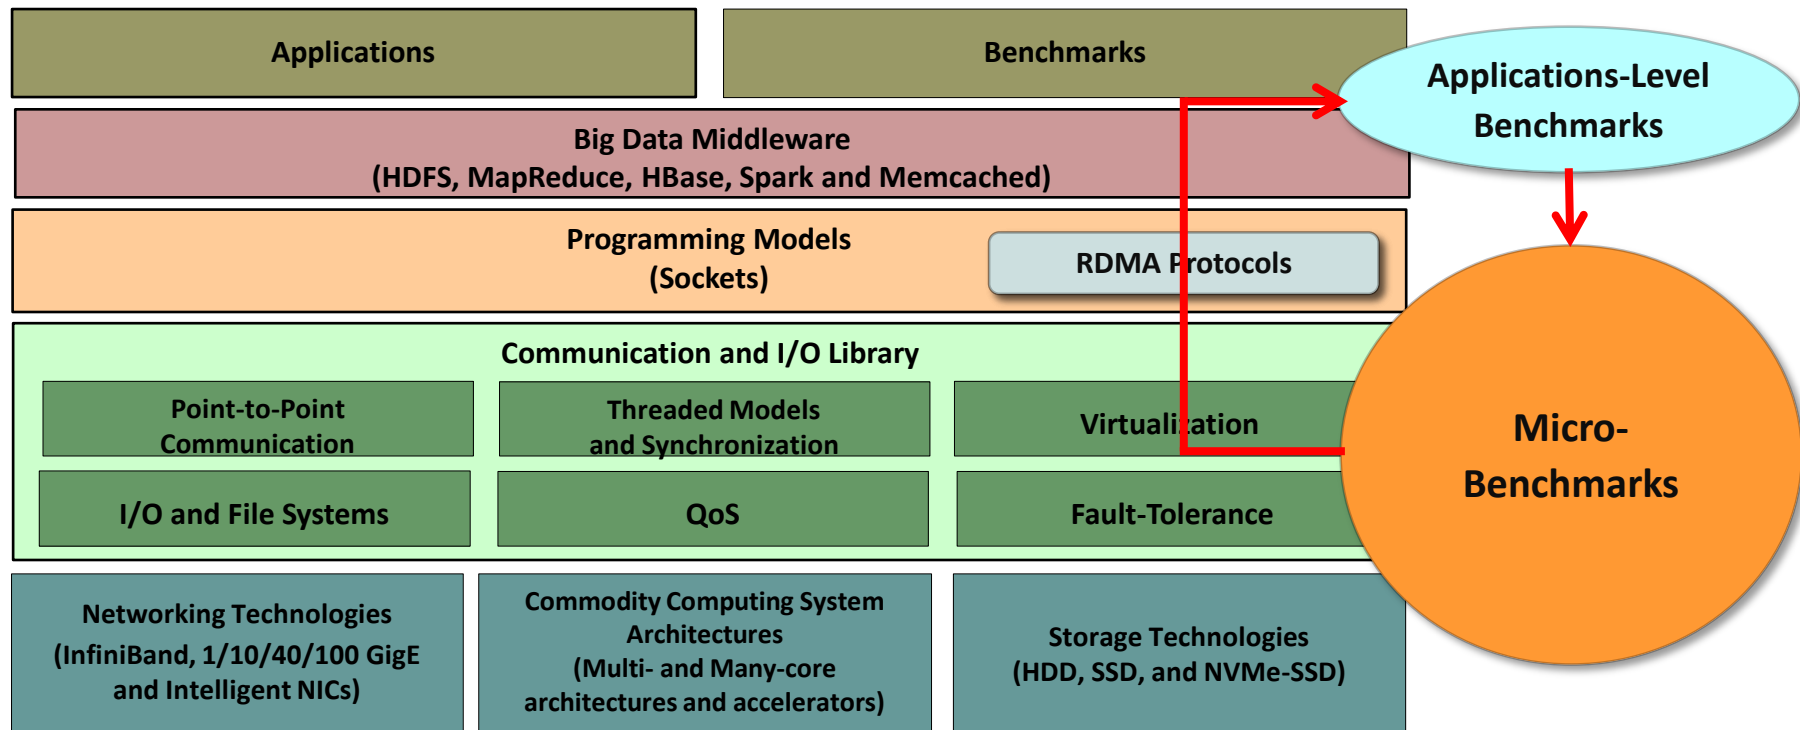 Applications
Benchmarks
Applications-Level
Benchmarks
Big Data Middleware
(HDFS, MapReduce, HBase, Spark and Memcached)
Programming Models
(Sockets)
RDMA Protocols
Communication and I/O Library
Point-to-Point
Communication
Threaded Models
and Synchronization
Virtualization
I/O and File Systems
QoS
Fault-Tolerance
Micro-
Benchmarks
Networking Technologies
(InfiniBand, 1/10/40/100 GigE
and Intelligent NICs)
Commodity Computing System
Architectures
(Multi- and Many-core
architectures and accelerators)
Storage Technologies
(HDD, SSD, and NVMe-SSD)